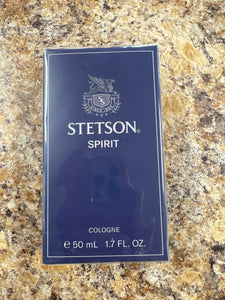 STETSON®
SPIRIT
COLOGNE
e 50 mL 1.7 FL. OZ.